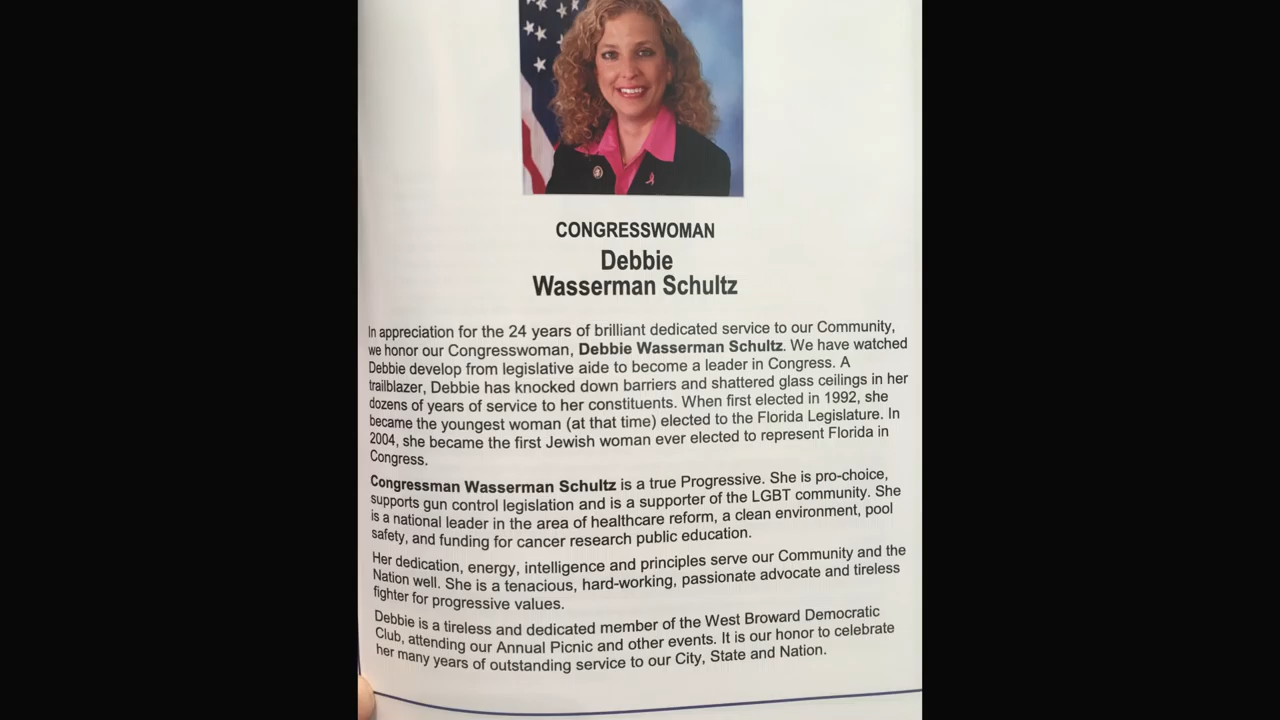 CONGRESSWOMAN
Debbie
Wasserman Schultz
In appreciation for the 24 years of brilliant dedicated service to our Community,
we honor our Congresswoman, Debbie Wasserman Schultz. We have watched
Debbie develop from legislative aide to become a leader in Congress. A
trailblazer, Debbie has knocked down barriers and shattered glass ceilings in her
dozens of years of service to her constituents. When first elected in 1992, she
became the youngest woman (at that time) elected to the Florida Legislature. In
2004, she became the first Jewish woman ever elected to represent Florida in
Congress.
Congressman Wasserman Schultz is a true Progressive. She is pro-choice,
supports gun control legislation and is a supporter of the LGBT community. She
is a national leader in the area of healthcare reform, a clean environment, pool
safety, and funding for cancer research public education.
Her dedication, energy, intelligence and principles serve our Community and the
Nation well. She is a tenacious, hard-working, passionate advocate and tireless
fighter for progressive values.
Debbie is a tireless and dedicated member of the West Broward Democratic
Club, attending our Annual Picnic and other events. It is our honor to celebrate
her many years of outstanding service to our City, State and Nation.